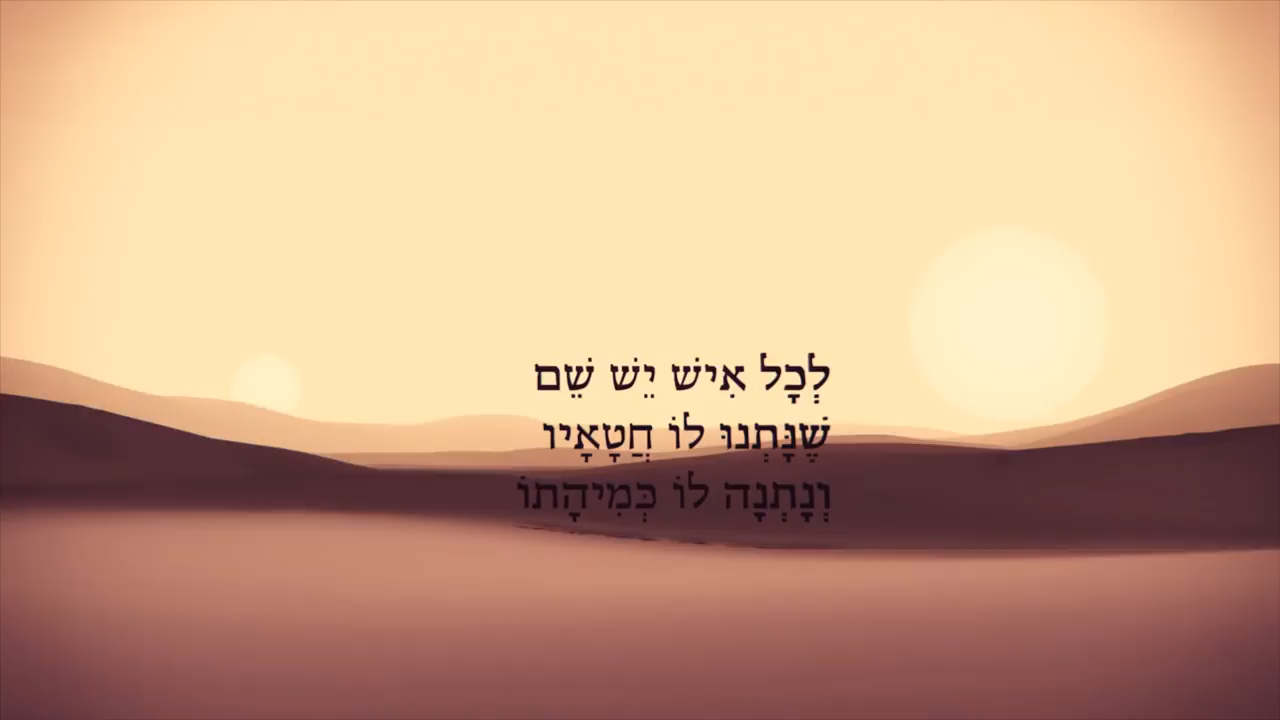 לְכָל אִישׁ יֵשׁ שֵׁם
שֶׁנָּתְנוּ לוֹ חֲטָאָיו
וְנָתְנָה לוֹ כְּמִיהָתוֹ